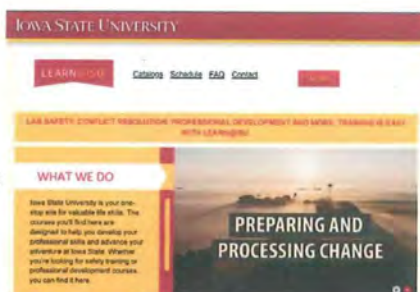 IOWA STATE UNIVERSITY
LEARN@ISU
Catalogs Schedule FAQ Contact
LAB SAFETY, CONFLICT RESOLUTION, PROFESSIONAL DEVELOPMENT AND MORE, TRAINING IS EASY
WITH LEARN@ISU
WHAT WE DO
Iowa State University is your one-
stop site for valuable life skills. The
courses you'll find here are
designed to help you develop your
professional skills and advance your
adventure at Iowa State. Whether
you're looking for safety training or
professional development courses,
you can find it here.
PREPARING AND
PROCESSING CHANGE